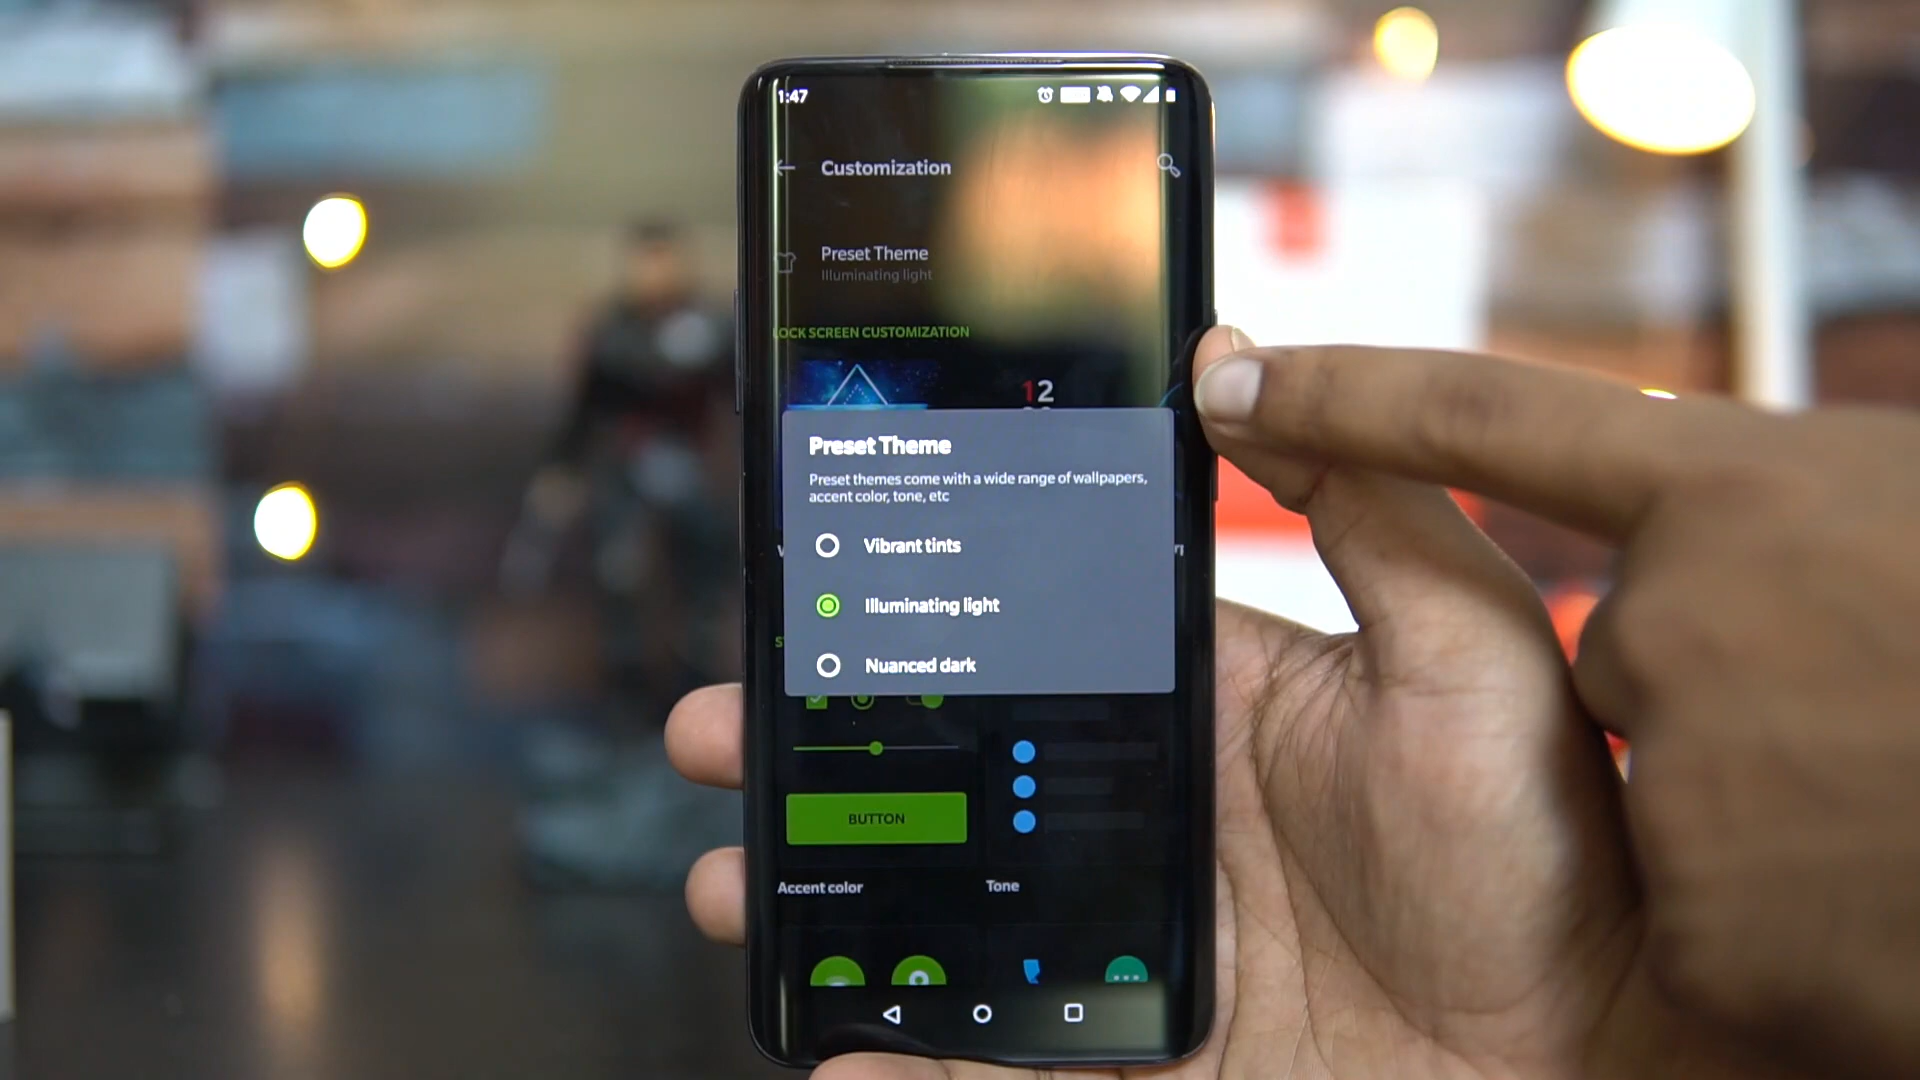 1:47
Customization
Preset Theme
Illuminating light
LOCK SCREEN CUSTOMIZATION
12
Preset Theme
Preset themes come with a wide range of wallpapers,
accent color, tone, etc
Vibrant tints
Illuminating light
Nuanced dark
BUTTON
Accent color
Tone